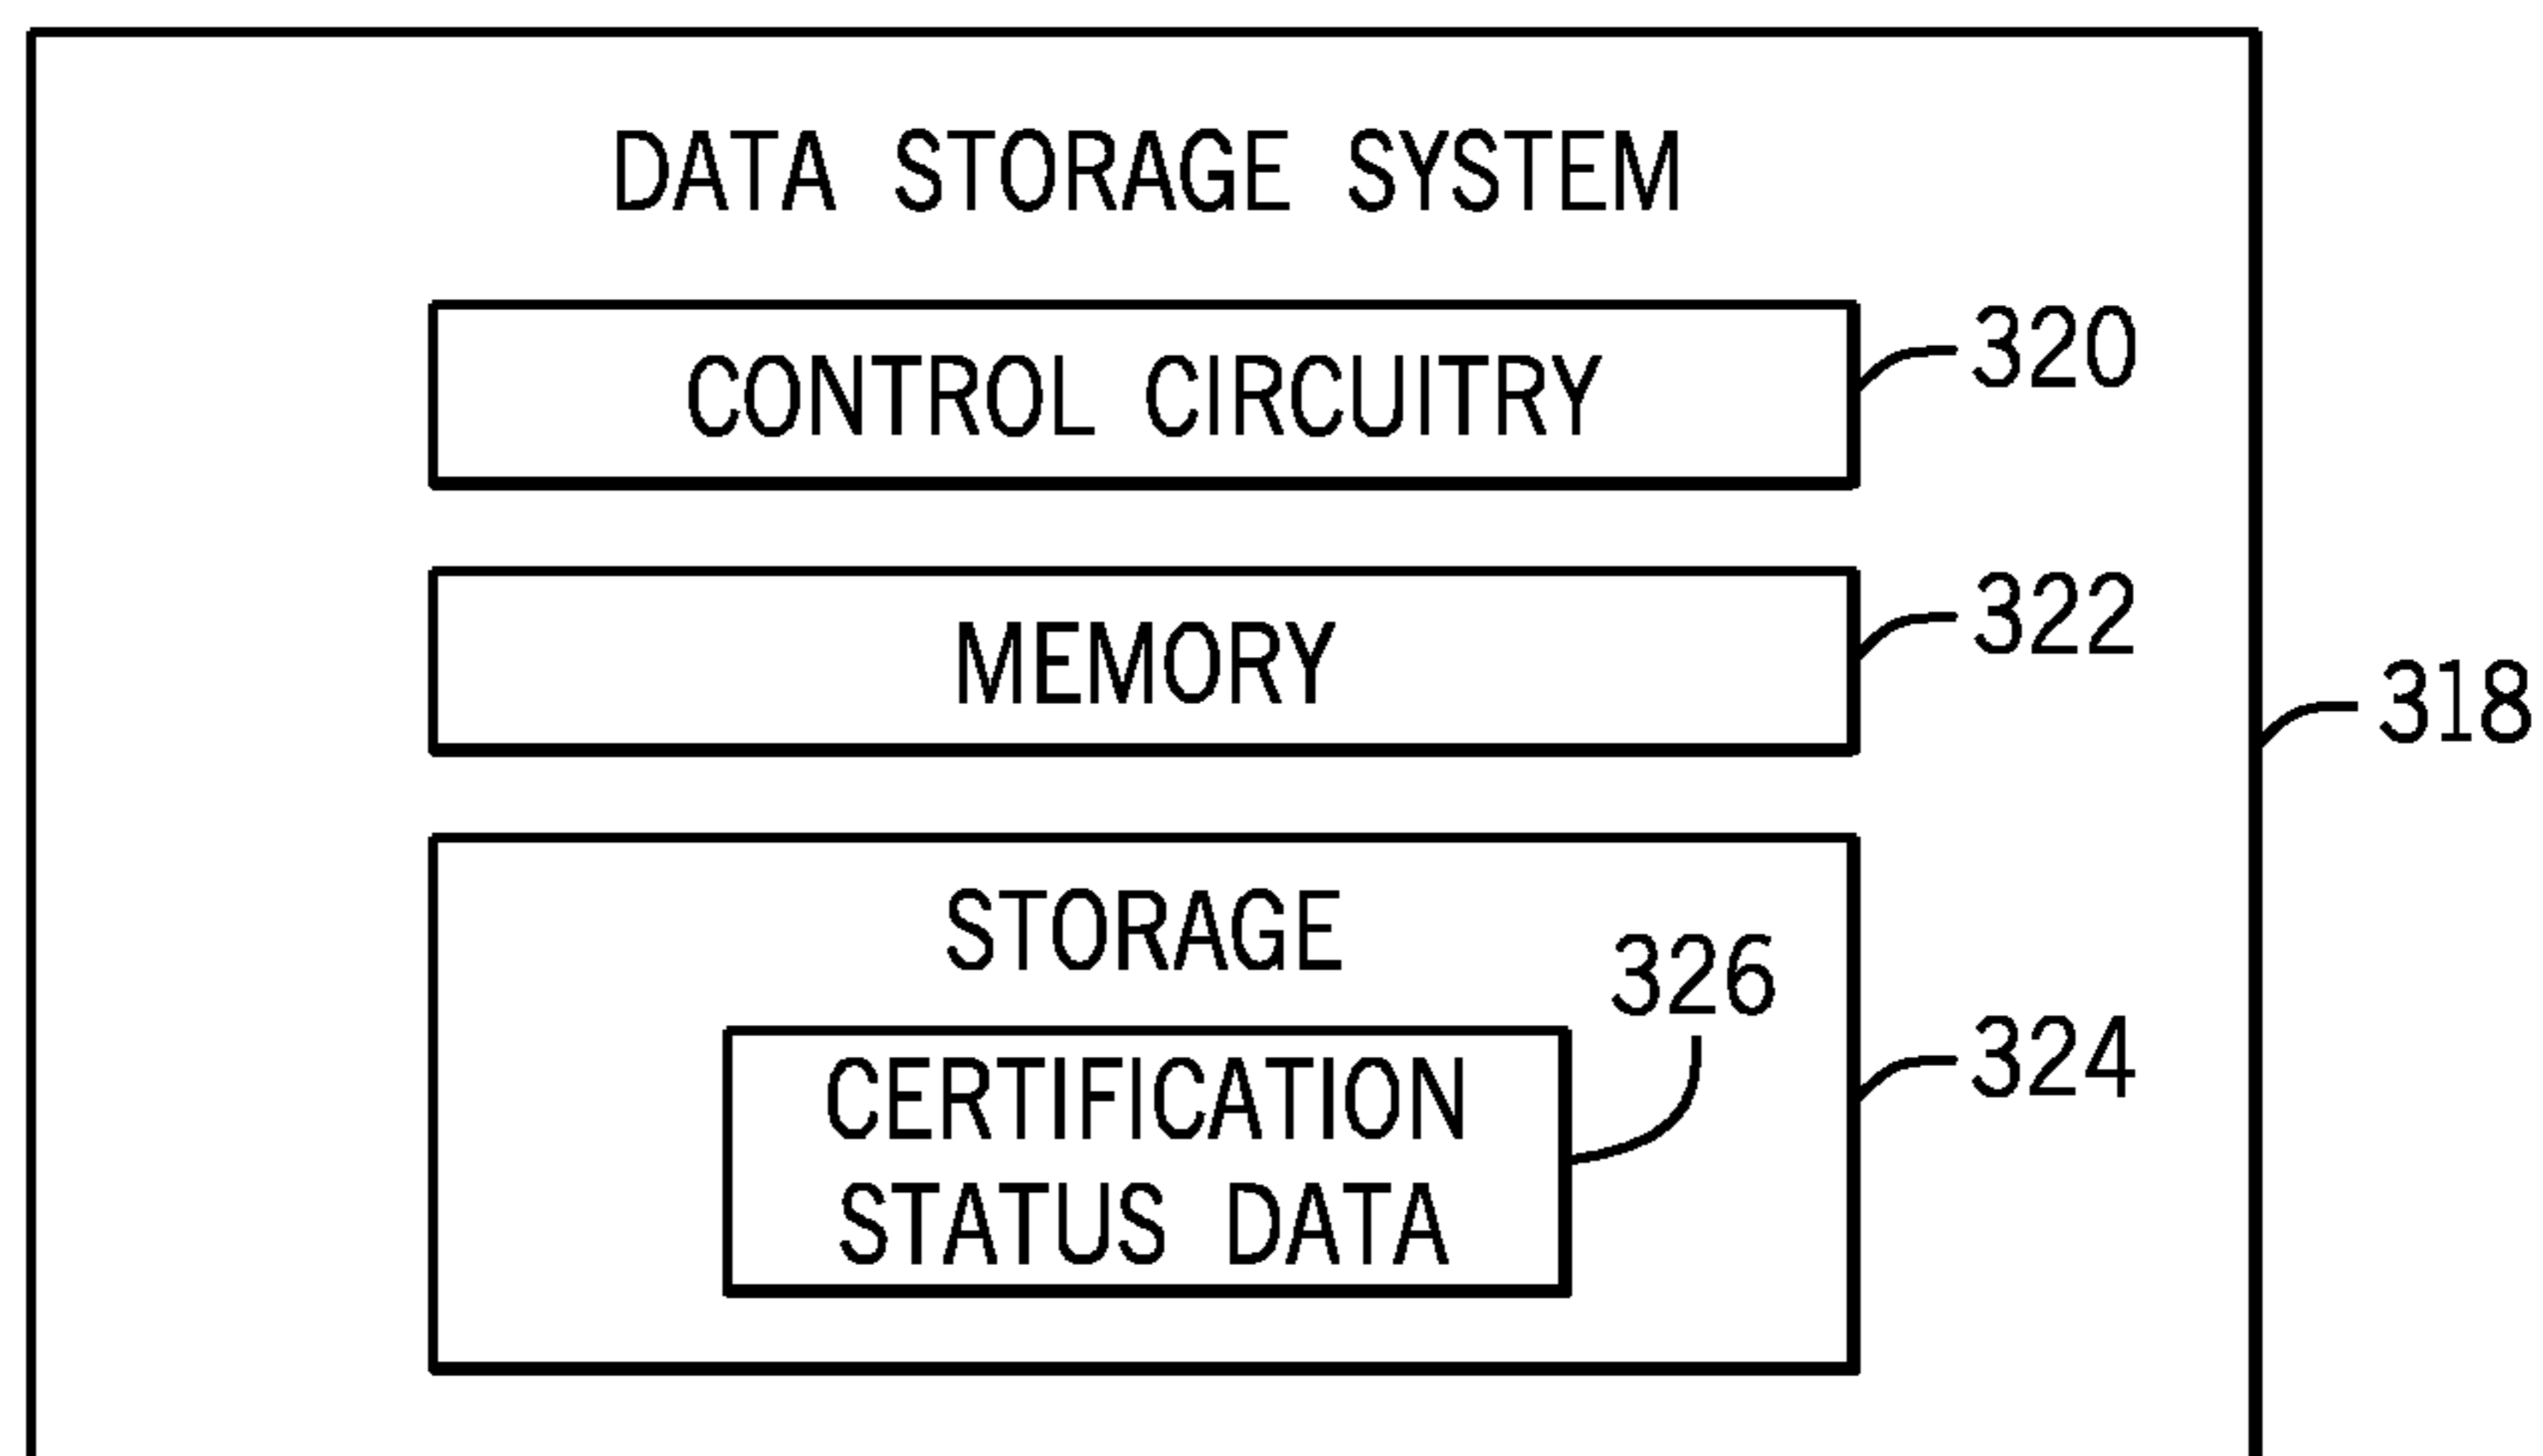 DATA STORAGE SYSTEM
CONTROL CIRCUITRY
320
MEMORY
322
318
STORAGE
326
CERTIFICATION
STATUS DATA
324